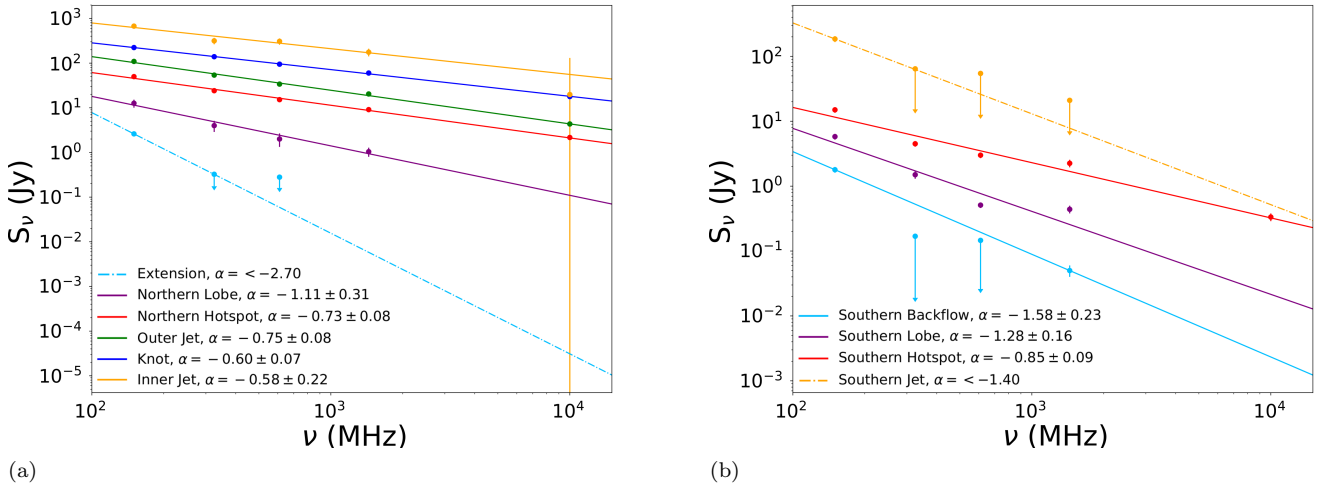 10³
10²
10¹
10⁰
10⁻¹
10⁻²
10⁻³
10⁻⁴
10⁻⁵
S_ν (Jy)
Extension, α = < −2.70
Northern Lobe, α = −1.11 ± 0.31
Northern Hotspot, α = −0.73 ± 0.08
Outer Jet, α = −0.75 ± 0.08
Knot, α = −0.60 ± 0.07
Inner Jet, α = −0.58 ± 0.22
10² 10³ 10⁴
ν (MHz)
(a)
10²
10¹
10⁰
10⁻¹
10⁻²
10⁻³
S_ν (Jy)
Southern Backflow, α = −1.58 ± 0.23
Southern Lobe, α = −1.28 ± 0.16
Southern Hotspot, α = −0.85 ± 0.09
Southern Jet, α = < −1.40
10² 10³ 10⁴
ν (MHz)
(b)